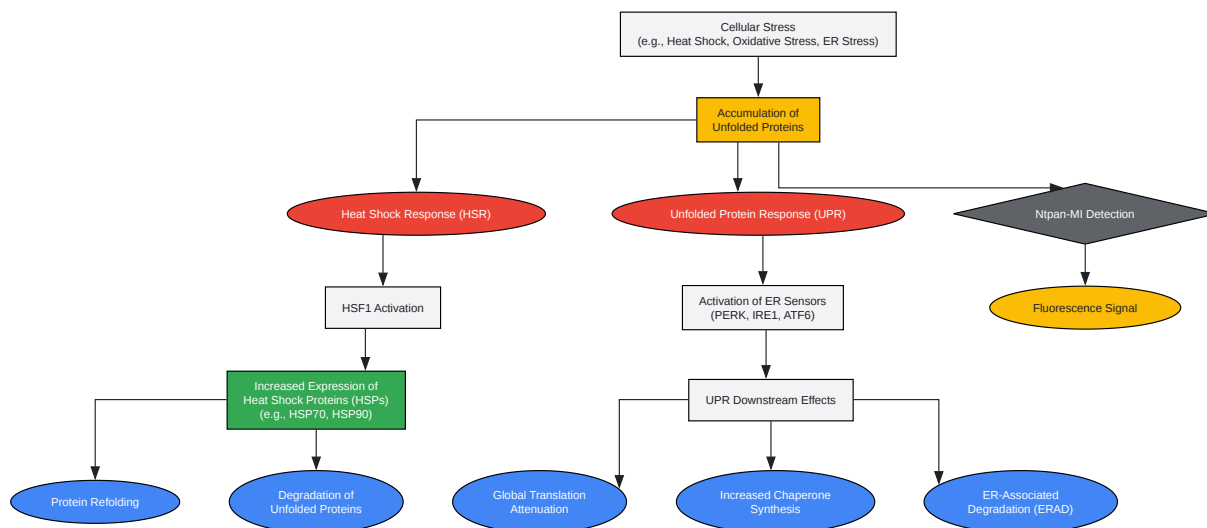 Cellular Stress
(e.g., Heat Shock, Oxidative Stress, ER Stress)
Accumulation of
Unfolded Proteins
Heat Shock Response (HSR)
Unfolded Protein Response (UPR)
Ntpan-MI Detection
HSF1 Activation
Activation of ER Sensors
(PERK, IRE1, ATF6)
Fluorescence Signal
Increased Expression of
Heat Shock Proteins (HSPs)
(e.g., HSP70, HSP90)
UPR Downstream Effects
Protein Refolding
Degradation of
Unfolded Proteins
Global Translation
Attenuation
Increased Chaperone
Synthesis
ER-Associated
Degradation (ERAD)